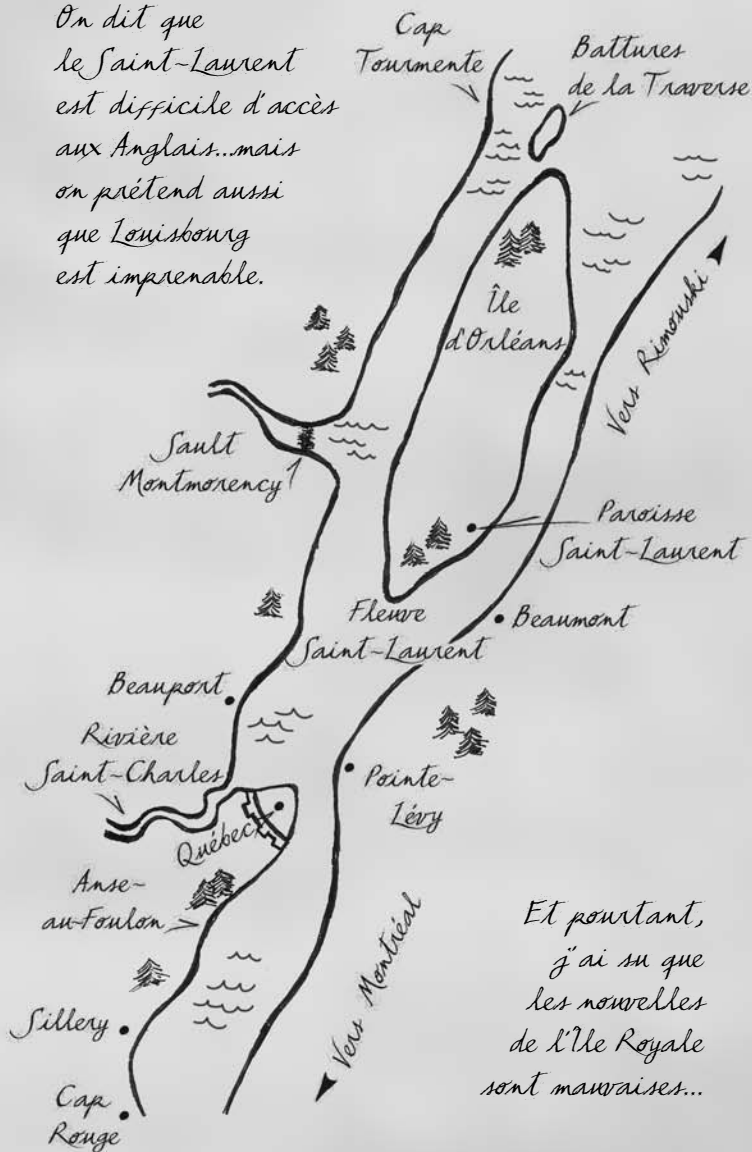 On dit que
le Saint-Laurent
est difficile d'accès
aux Anglais...mais
on prétend aussi
que Louisbourg
est imprenable.
Cap
Tourmente
Battures
de la Traverse
Île
d'Orléans
Vers Rimouski
Sault
Montmorency
Paroisse
Saint-Laurent
Fleuve
Saint-Laurent
Beaumont
Beauport
Rivière
Saint-Charles
Pointe-
Lévy
Québec
Anse-
au-Foulon
Vers Montréal
Sillery
Cap
Rouge
Et pourtant,
j'ai su que
les nouvelles
de l'Île Royale
sont mauvaises...